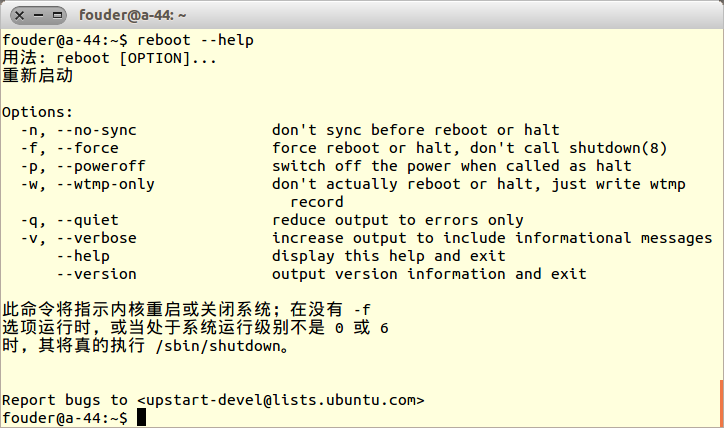 fouder@a-44: ~
fouder@a-44:~$ reboot --help
用法: reboot [OPTION]...
重新启动
Options:
-n, --no-sync don't sync before reboot or halt
-f, --force force reboot or halt, don't call shutdown(8)
-p, --poweroff switch off the power when called as halt
-w, --wtmp-only don't actually reboot or halt, just write wtmp
record
-q, --quiet reduce output to errors only
-v, --verbose increase output to include informational messages
--help display this help and exit
--version output version information and exit
此命令将指示内核重启或关闭系统；在没有 -f
选项运行时，或当处于系统运行级别不是 0 或 6
时，其将真的执行 /sbin/shutdown。
Report bugs to <upstart-devel@lists.ubuntu.com>
fouder@a-44:~$